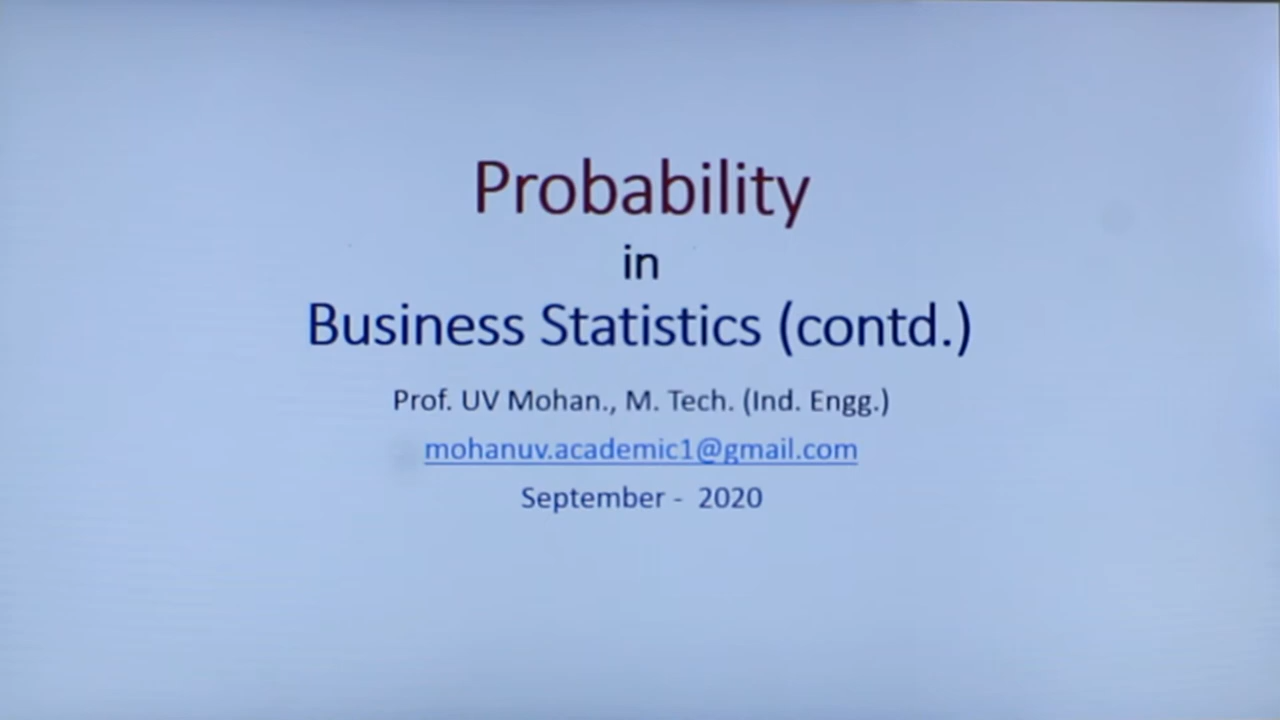 Probability
in
Business Statistics (contd.)
Prof. UV Mohan., M. Tech. (Ind. Engg.)
mohanuv.academic1@gmail.com
September -  2020